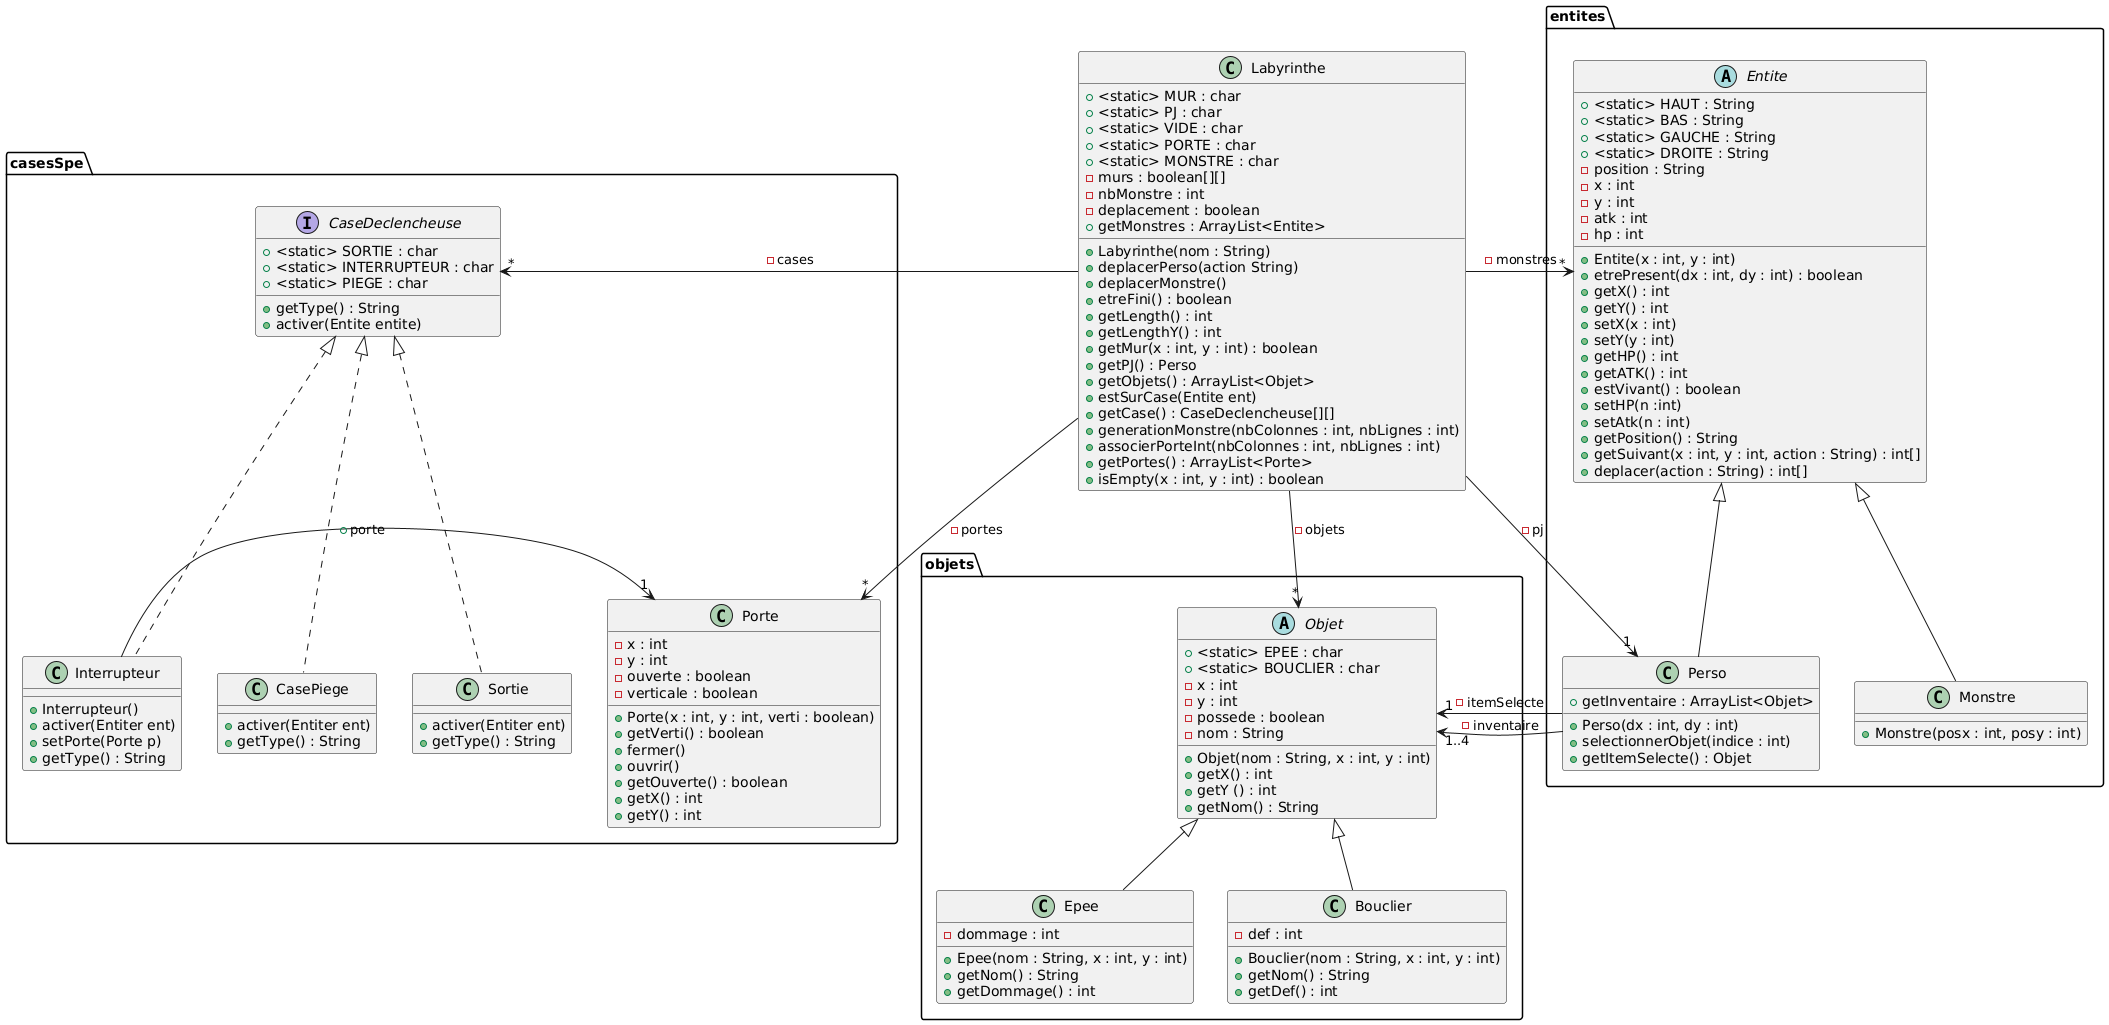 entites
Labyrinthe
<static> MUR : char
<static> PJ : char
<static> VIDE : char
<static> PORTE : char
<static> MONSTRE : char
murs : boolean[][]
nbMonstre : int
deplacement : boolean
getMonstres : ArrayList<Entite>
Labyrinthe(nom : String)
deplacerPerso(action String)
deplacerMonstre()
etreFini() : boolean
getLength() : int
getLengthY() : int
getMur(x : int, y : int) : boolean
getPJ() : Perso
getObjets() : ArrayList<Objet>
estSurCase(Entite ent)
getCase() : CaseDeclencheuse[][]
generationMonstre(nbColonnes : int, nbLignes : int)
associerPorteInt(nbColonnes : int, nbLignes : int)
getPortes() : ArrayList<Porte>
isEmpty(x : int, y : int) : boolean
Entite
<static> HAUT : String
<static> BAS : String
<static> GAUCHE : String
<static> DROITE : String
position : String
x : int
y : int
atk : int
hp : int
Entite(x : int, y : int)
etrePresent(dx : int, dy : int) : boolean
getX() : int
getY() : int
setX(x : int)
setY(y : int)
getHP() : int
getATK() : int
estVivant() : boolean
setHP(n :int)
setAtk(n : int)
getPosition() : String
getSuivant(x : int, y : int, action : String) : int[]
deplacer(action : String) : int[]
casesSpe
CaseDeclencheuse
<static> SORTIE : char
<static> INTERRUPTEUR : char
<static> PIEGE : char
getType() : String
activer(Entite entite)
* cases
monstres *
porte
1
portes
*
objets
*
pj
1
Interrupteur
Interrupteur()
activer(Entiter ent)
setPorte(Porte p)
getType() : String
CasePiege
activer(Entiter ent)
getType() : String
Sortie
activer(Entiter ent)
getType() : String
Porte
x : int
y : int
ouverte : boolean
verticale : boolean
Porte(x : int, y : int, verti : boolean)
getVerti() : boolean
fermer()
ouvrir()
getOuverte() : boolean
getX() : int
getY() : int
objets
Objet
<static> EPEE : char
<static> BOUCLIER : char
x : int
y : int
possede : boolean
nom : String
Objet(nom : String, x : int, y : int)
getX() : int
getY () : int
getNom() : String
1 itemSelecte
inventaire
1..4
Perso
getInventaire : ArrayList<Objet>
Perso(dx : int, dy : int)
selectionnerObjet(indice : int)
getItemSelecte() : Objet
Monstre
Monstre(posx : int, posy : int)
Epee
dommage : int
Epee(nom : String, x : int, y : int)
getNom() : String
getDommage() : int
Bouclier
def : int
Bouclier(nom : String, x : int, y : int)
getNom() : String
getDef() : int